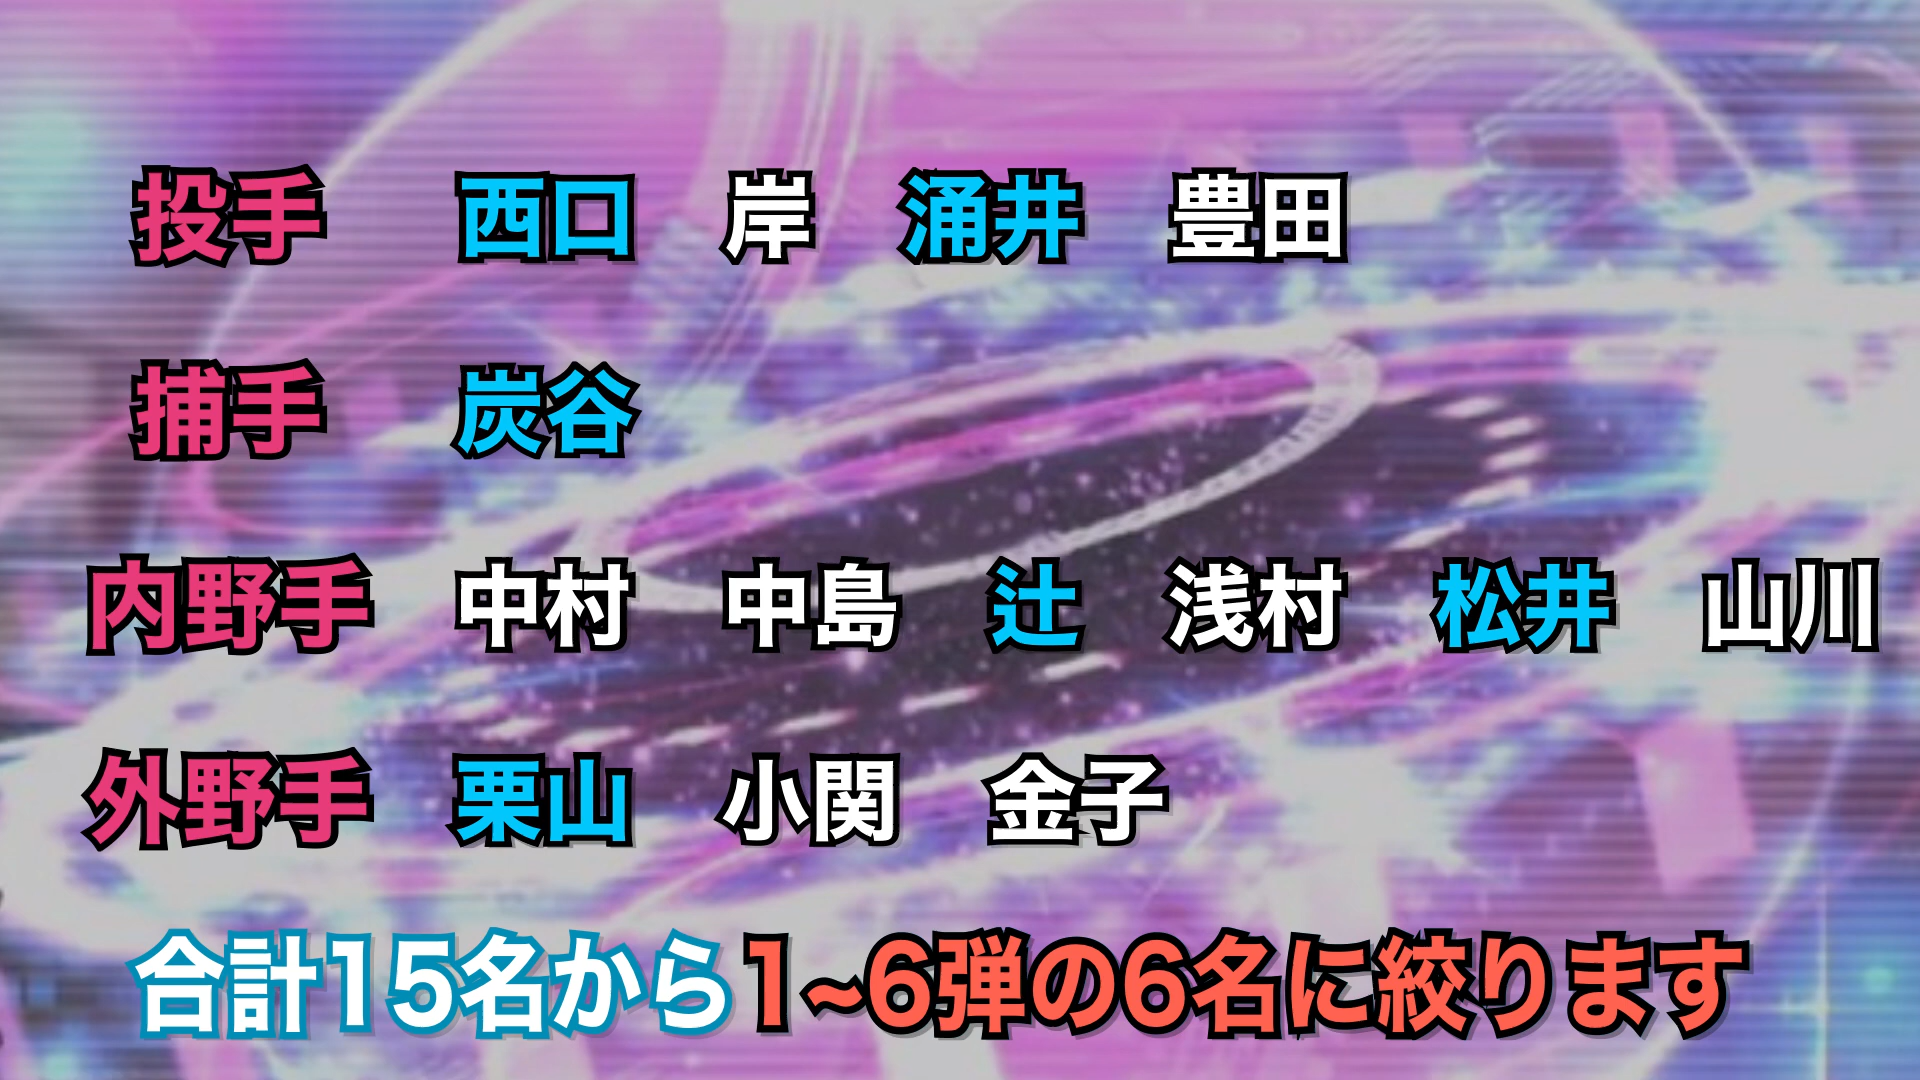 投手 西口 岸 涌井 豊田
捕手 炭谷
内野手 中村 中島 辻 浅村 松井 山川
外野手 栗山 小関 金子
合計15名から1~6弾の6名に絞ります